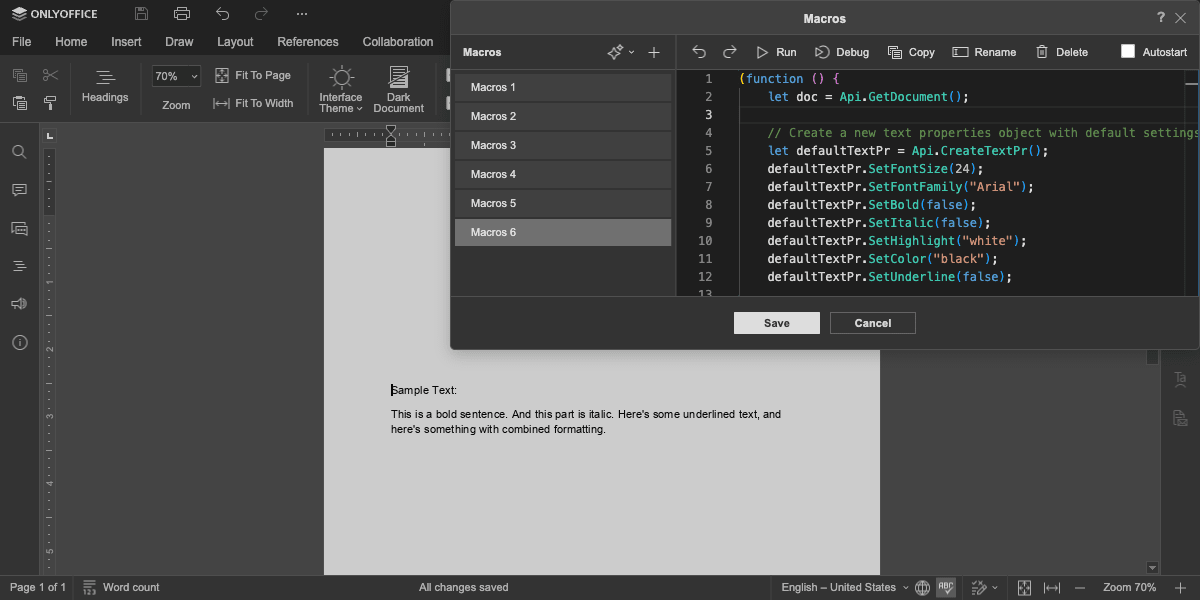 ONLYOFFICE
File Home Insert Draw Layout References Collaboration
Headings
70%
Zoom
Fit To Page
Fit To Width
Interface Theme
Dark Document
Macros
?
Macros
Run Debug Copy Rename Delete Autostart
Macros 1
Macros 2
Macros 3
Macros 4
Macros 5
Macros 6
1 (function () {
2 let doc = Api.GetDocument();
3
4 // Create a new text properties object with default settings
5 let defaultTextPr = Api.CreateTextPr();
6 defaultTextPr.SetFontSize(24);
7 defaultTextPr.SetFontFamily("Arial");
8 defaultTextPr.SetBold(false);
9 defaultTextPr.SetItalic(false);
10 defaultTextPr.SetHighlight("white");
11 defaultTextPr.SetColor("black");
12 defaultTextPr.SetUnderline(false);
13
Save Cancel
Sample Text:
This is a bold sentence. And this part is italic. Here's some underlined text, and
here's something with combined formatting.
1
2
3
4
5
Page 1 of 1 Word count All changes saved English – United States ABC Zoom 70%